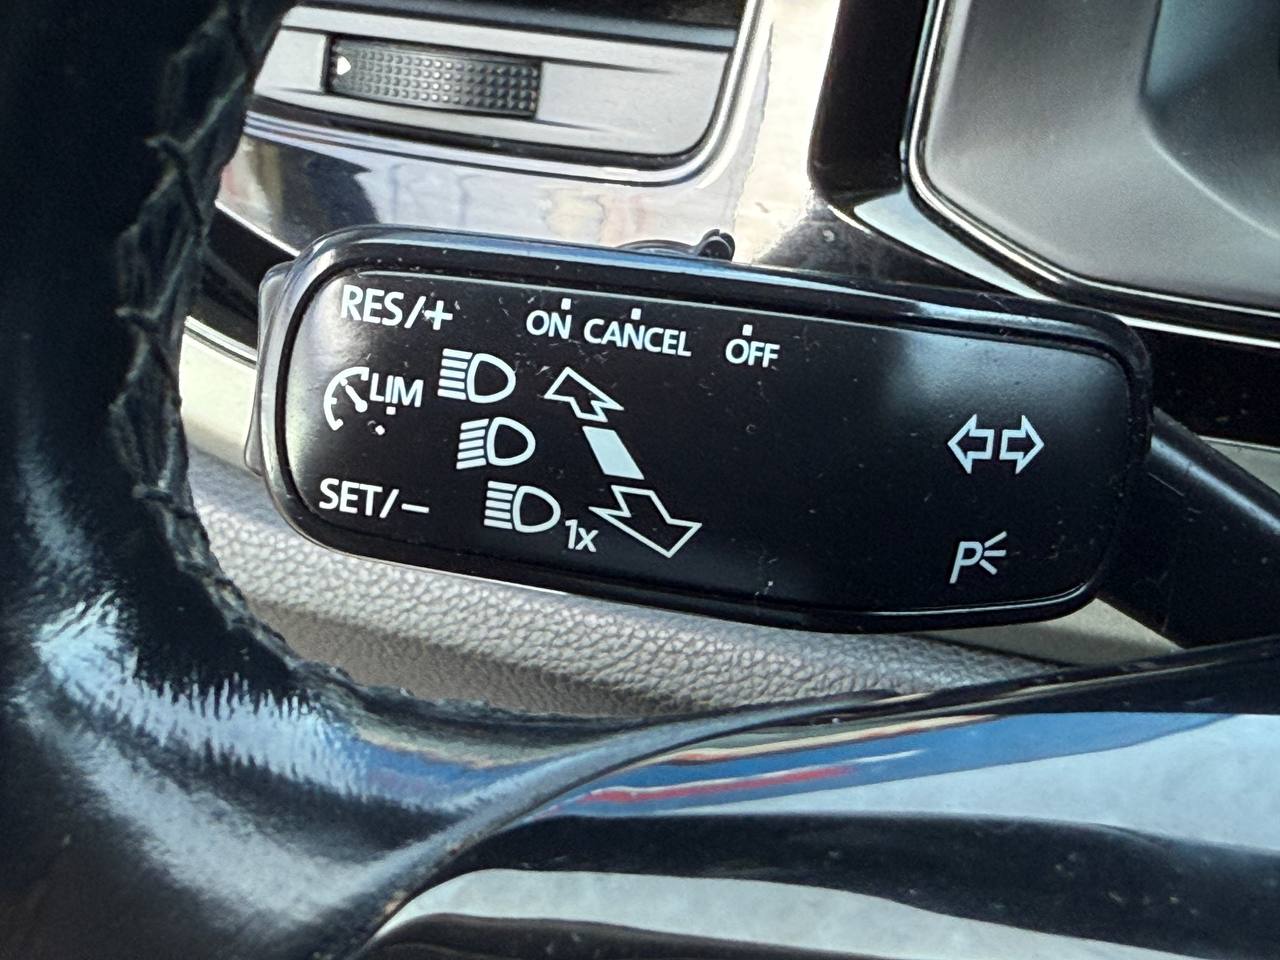 RES/+
ON CANCEL OFF
LIM
SET/−
1x
P